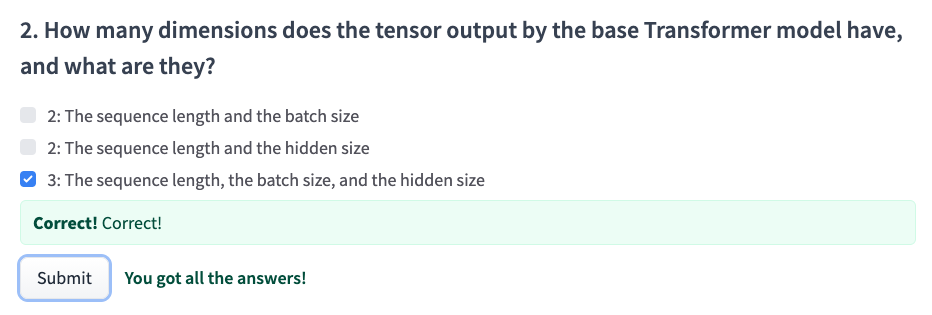 2. How many dimensions does the tensor output by the base Transformer model have,
and what are they?
2: The sequence length and the batch size
2: The sequence length and the hidden size
3: The sequence length, the batch size, and the hidden size
Correct! Correct!
Submit You got all the answers!